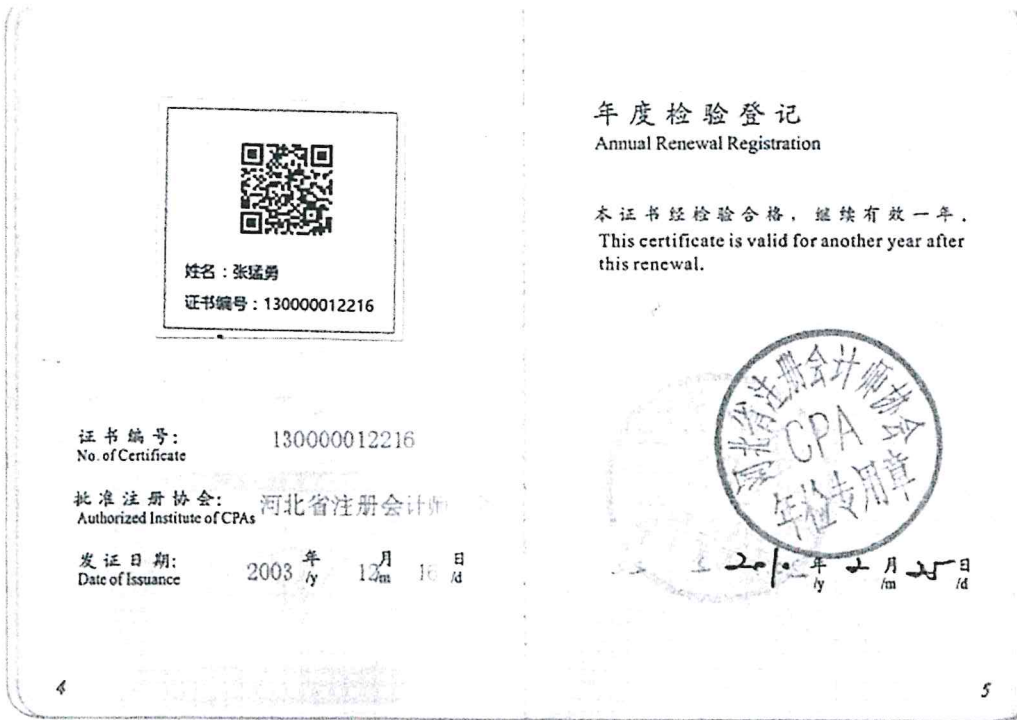 姓名：张猛勇
证书编号：130000012216
证书编号: 130000012216
No. of Certificate
批准注册协会: 河北省注册会计师
Authorized Institute of CPAs
发证日期: 2003 年 12 月 16 日
Date of Issuance /y /m /d
4
年度检验登记
Annual Renewal Registration
本证书经检验合格，继续有效一年．
This certificate is valid for another year after
this renewal.
河北省注册会计师协会
CPA
年检专用章
年 2 月 25 日
/y /m /d
5